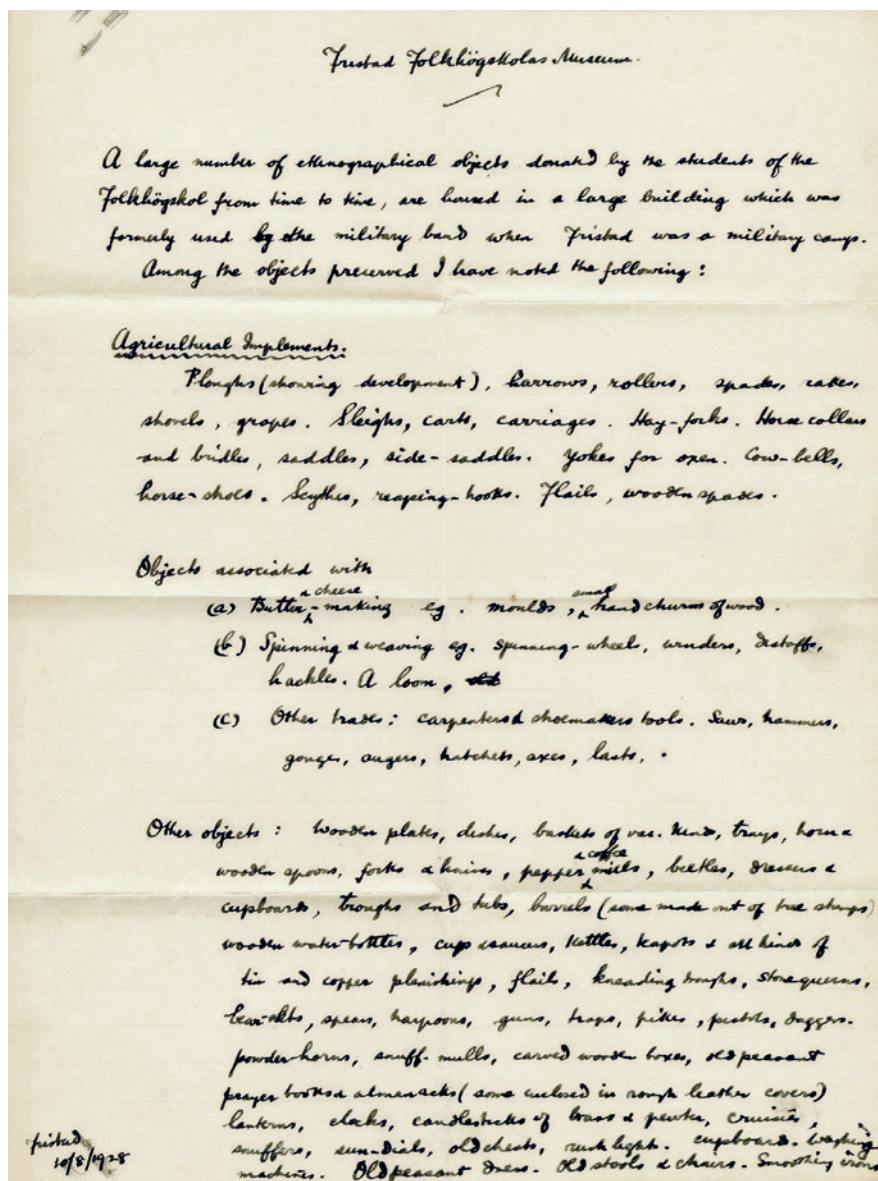 Fristad Folkhögskolas Museum.
A large number of ethnographical objects donated by the students of the
Folkhögskol from time to time, are housed in a large building which was
formerly used by the military band when Fristad was a military camp.
Among the objects preserved I have noted the following:
Agricultural Implements.
Ploughs (showing development), harrows, rollers, spades, rakes,
shovels, grapes. Sleighs, carts, carriages. Hay-forks. Horse collars
and bridles, saddles, side-saddles. Yokes for oxen. Cow-bells,
horse-shoes. Scythes, reaping-hooks. Flails, wooden spades.
Objects associated with
(a) Butter & cheese-making eg. moulds, small hand churns of wood.
(b) Spinning & weaving eg. spinning-wheels, winders, distaffs,
hackles. A loom,
(c) Other trades: carpenters & shoemakers tools. Saws, hammers,
gouges, augers, hatchets, axes, lasts, .
Other objects: Wooden plates, dishes, baskets of var. kinds, trays, horn &
wooden spoons, forks & knives, pepper & coffee mills, beetles, dressers &
cupboards, troughs and tubs, barrels (some made out of tree stumps)
wooden water-bottles, cups & saucers, kettles, teapots & all kinds of
tin and copper plenishings, flails, kneading troughs, stone querns,
spears, harpoons, guns, traps, pikes, pistols, daggers.
powder-horns, snuff-mulls, carved wooden boxes, old peasant
prayer books & almanacks (some enclosed in rough leather covers)
lanterns, clocks, candlesticks of brass & pewter, cruisies,
snuffers, sun-dials, old chests, rush light. cupboard. Washing
machines. Old peasant dress. Old stools & chairs. Smoothing irons
Fristad
10/8/1928